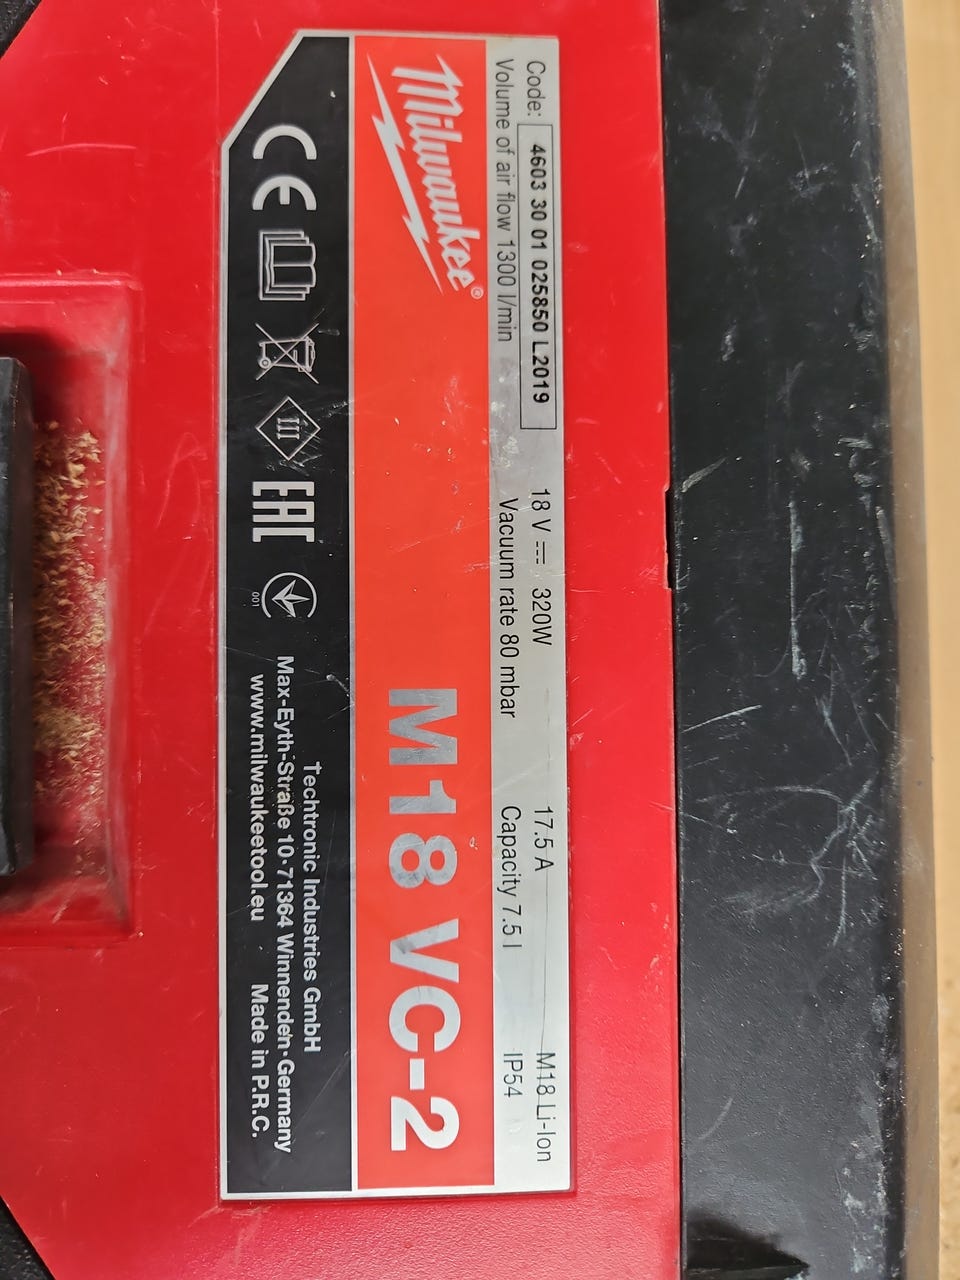 Code: 4603 30 01 025850 L2019 18 V ⎓ 320W 17.5 A M18 Li-Ion
Volume of air flow 1300 l/min Vacuum rate 80 mbar Capacity 7.5 l IP54
Milwaukee®
M18 VC-2
CE III EAC 001
Techtronic Industries GmbH
Max-Eyth-Straße 10·71364 Winnenden·Germany
www.milwaukeetool.eu Made in P.R.C.